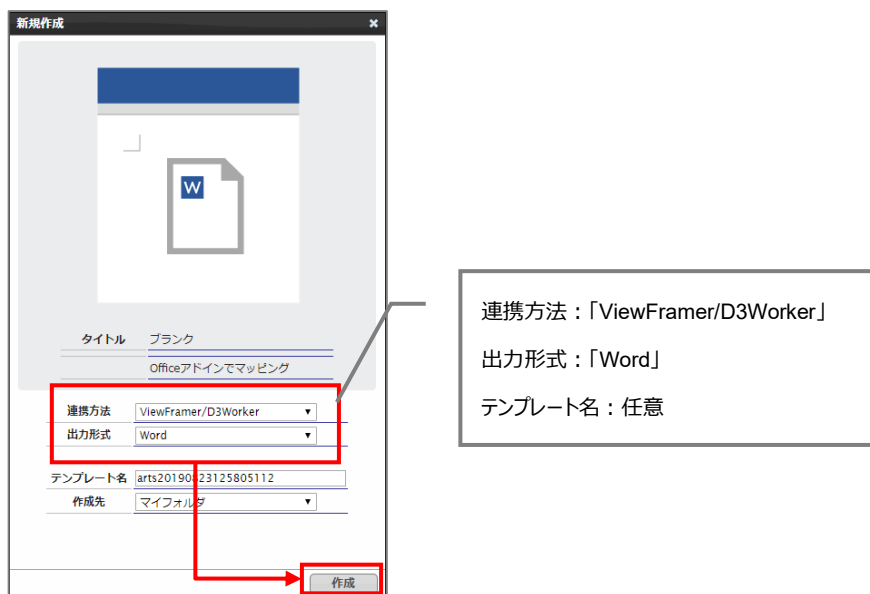 新規作成
W
タイトル ブランク
Officeアドインでマッピング
連携方法 ViewFramer/D3Worker
出力形式 Word
テンプレート名 arts20190823125805112
作成先 マイフォルダ
作成
連携方法：「ViewFramer/D3Worker」
出力形式：「Word」
テンプレート名：任意